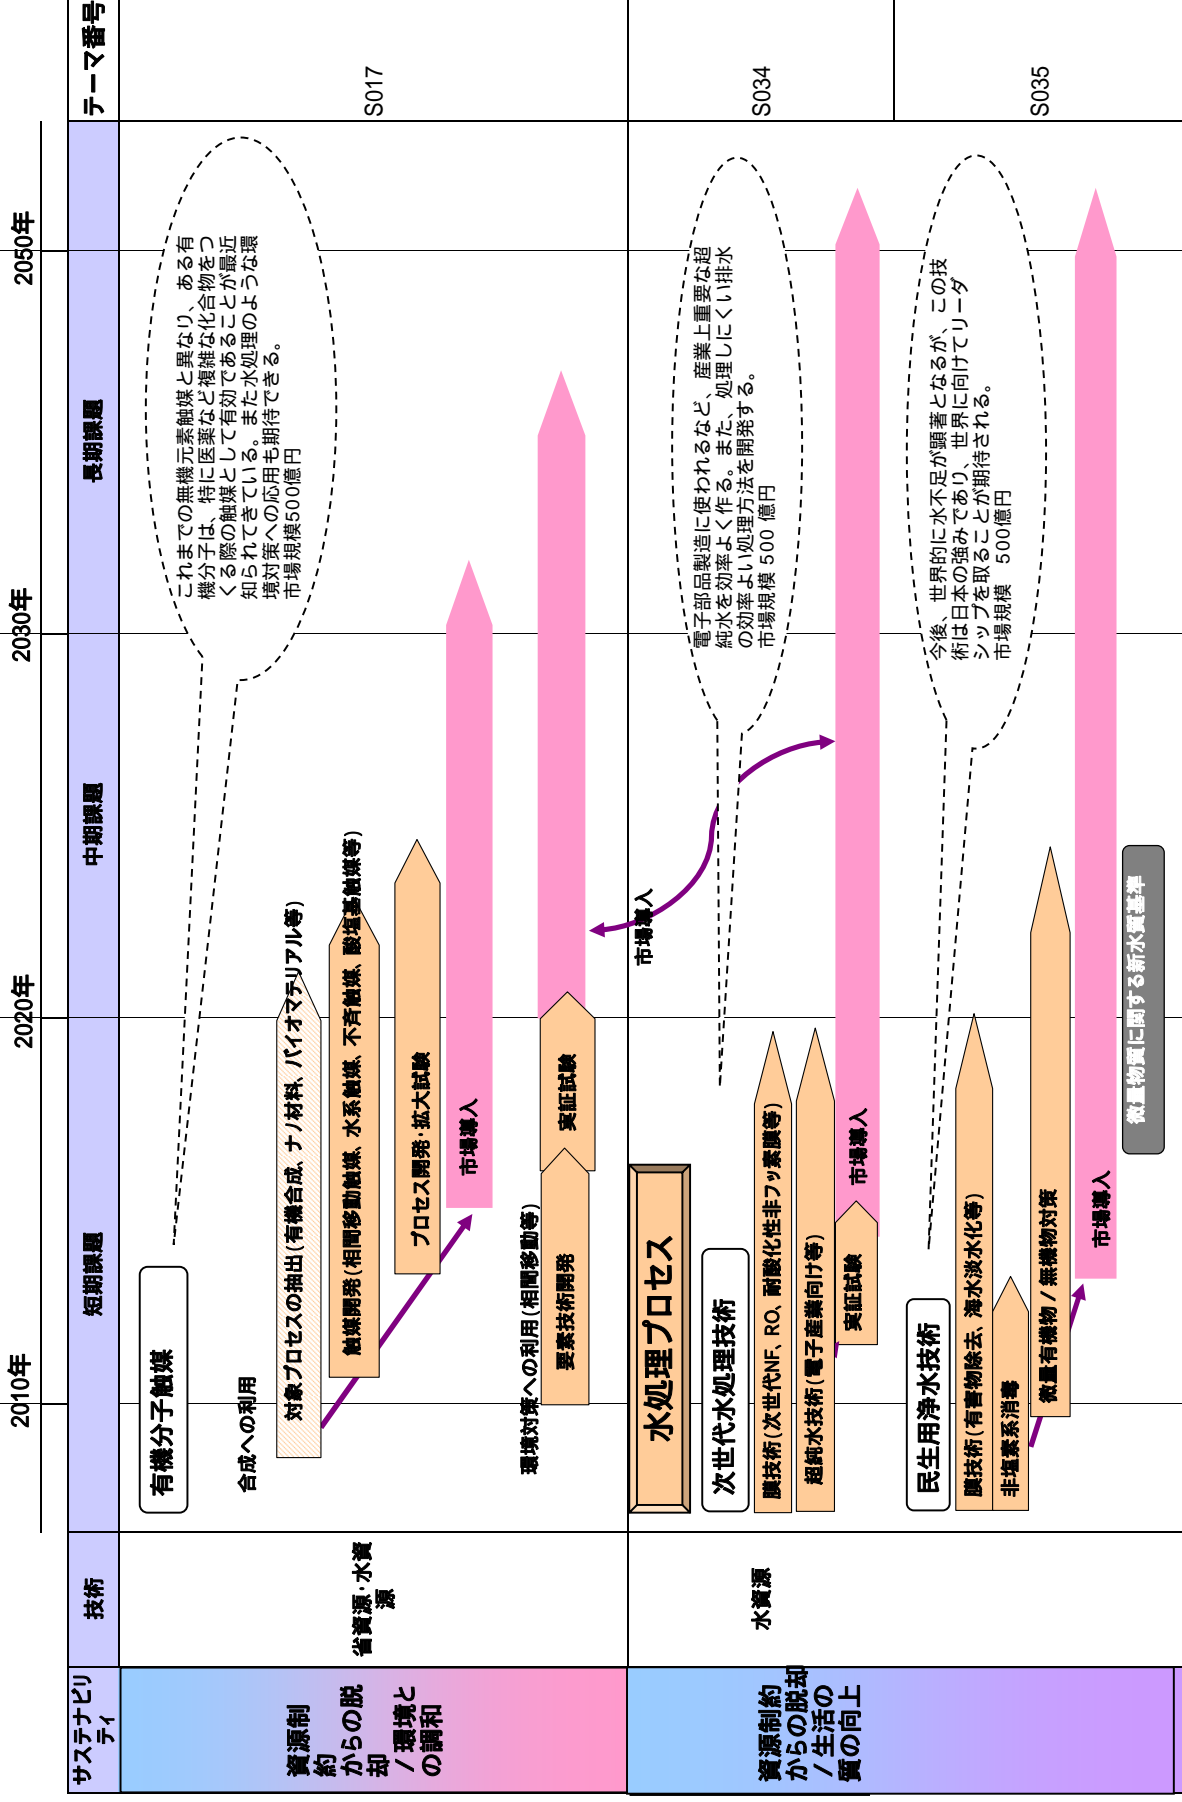 サステナビリ
ティ
技術
短期課題
中期課題
長期課題
テーマ番号
2010年
2020年
2030年
2050年
資源制
約
からの脱
却
/環境と
の調和
省資源・水資
源
有機分子触媒
合成への利用
対象プロセスの抽出(有機合成、ナノ材料、バイオマテリアル等)
触媒開発(相間移動触媒、水系触媒、不斉触媒、酸塩基触媒等)
プロセス開発・拡大試験
市場導入
環境対策への利用(相間移動等)
要素技術開発
実証試験
市場導入
これまでの無機元素触媒と異なり、ある有
機分子は、特に医薬など複雑な化合物をつ
くる際の触媒として有効であることが最近
知られてきている。また水処理のような環
境対策への応用も期待できる。
市場規模500億円
S017
資源制約
からの脱却
/生活の
質の向上
水資源
水処理プロセス
次世代水処理技術
膜技術(次世代NF、RO、耐酸化性非フッ素膜等)
超純水技術(電子産業向け等)
実証試験
市場導入
電子部品製造に使われるなど、産業上重要な超
純水を効率よく作る。また、処理しにくい排水
の効率よい処理方法を開発する。
市場規模 500 億円
S034
民生用浄水技術
膜技術(有害物除去、海水淡水化等)
非塩素系消毒
微量有機物/無機物対策
市場導入
微量物質に関する新水質基準
今後、世界的に水不足が顕著となるが、この技
術は日本の強みであり、世界に向けてリーダ
シップを取ることが期待される。
市場規模 500億円
S035